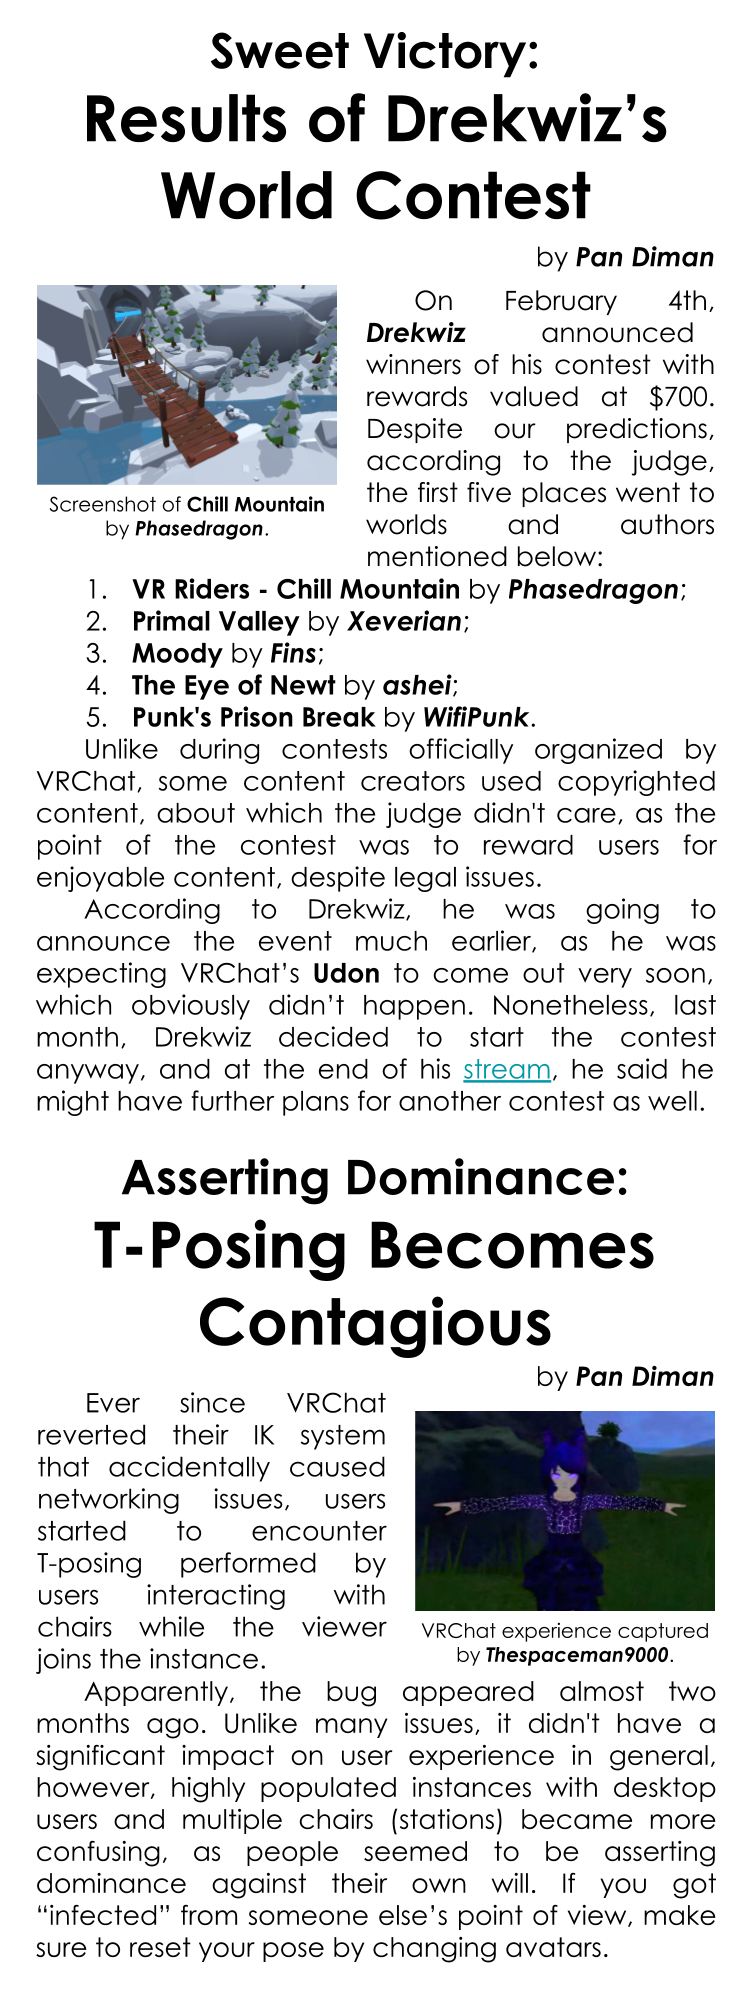 Sweet Victory:
Results of Drekwiz’s
World Contest
by Pan Diman
Screenshot of Chill Mountain
by Phasedragon.
On February 4th,
Drekwiz announced
winners of his contest with
rewards valued at $700.
Despite our predictions,
according to the judge,
the first five places went to
worlds and authors
mentioned below:
1. VR Riders - Chill Mountain by Phasedragon;
2. Primal Valley by Xeverian;
3. Moody by Fins;
4. The Eye of Newt by ashei;
5. Punk's Prison Break by WifiPunk.
Unlike during contests officially organized by
VRChat, some content creators used copyrighted
content, about which the judge didn't care, as the
point of the contest was to reward users for
enjoyable content, despite legal issues.
According to Drekwiz, he was going to
announce the event much earlier, as he was
expecting VRChat’s Udon to come out very soon,
which obviously didn’t happen. Nonetheless, last
month, Drekwiz decided to start the contest
anyway, and at the end of his stream, he said he
might have further plans for another contest as well.
Asserting Dominance:
T-Posing Becomes
Contagious
by Pan Diman
Ever since VRChat
reverted their IK system
that accidentally caused
networking issues, users
started to encounter
T-posing performed by
users interacting with
chairs while the viewer
joins the instance.
VRChat experience captured
by Thespaceman9000.
Apparently, the bug appeared almost two
months ago. Unlike many issues, it didn't have a
significant impact on user experience in general,
however, highly populated instances with desktop
users and multiple chairs (stations) became more
confusing, as people seemed to be asserting
dominance against their own will. If you got
“infected” from someone else’s point of view, make
sure to reset your pose by changing avatars.